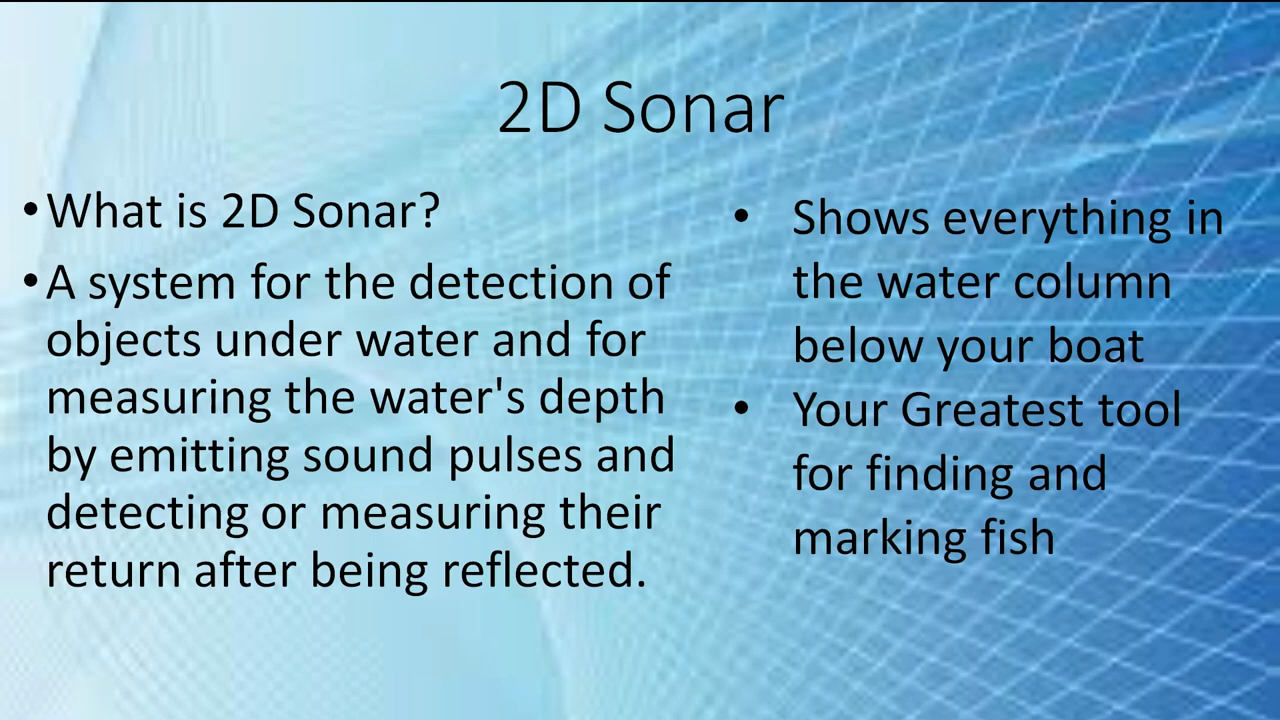 2D Sonar
•What is 2D Sonar?
•A system for the detection of
objects under water and for
measuring the water's depth
by emitting sound pulses and
detecting or measuring their
return after being reflected.
• Shows everything in
the water column
below your boat
• Your Greatest tool
for finding and
marking fish